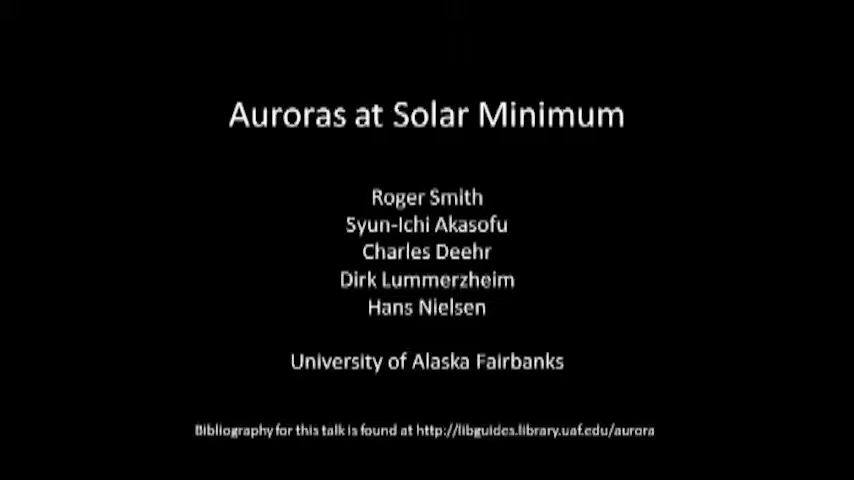 Auroras at Solar Minimum
Roger Smith
Syun-Ichi Akasofu
Charles Deehr
Dirk Lummerzheim
Hans Nielsen
University of Alaska Fairbanks
Bibliography for this talk is found at http://libguides.library.uaf.edu/aurora